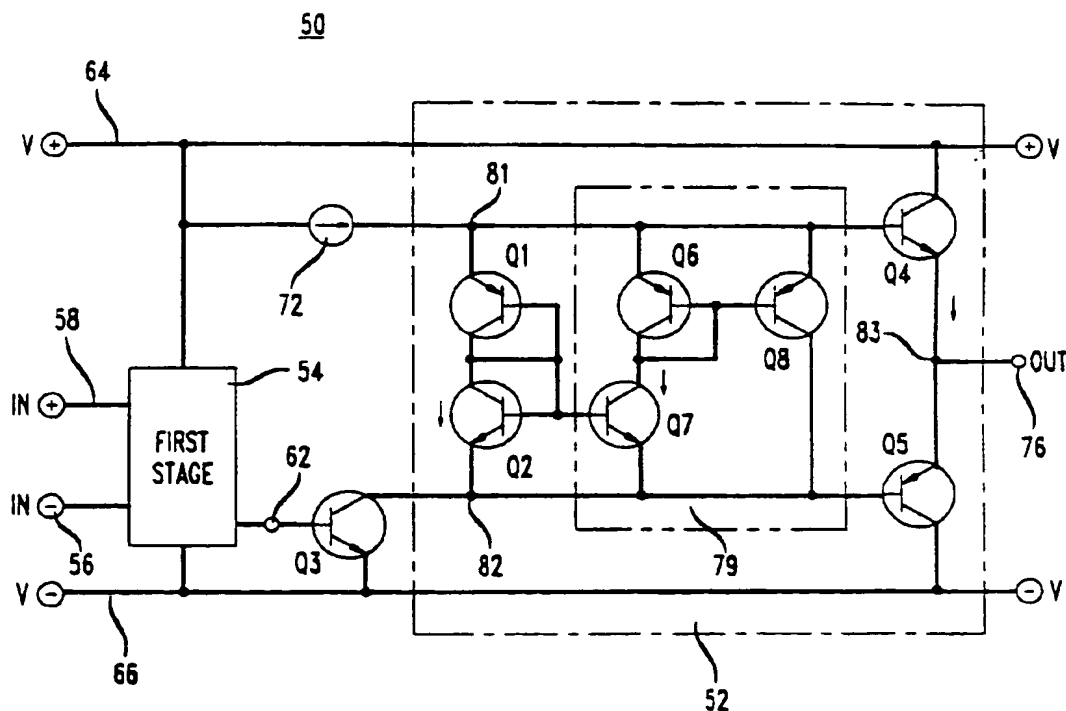 50
64
V + + V
81
Q1 Q6
Q4
72
Q8
58
54
83
OUT
IN +
FIRST
STAGE
Q7
76
62
Q2
Q5
IN −
Q3
56
82
79
V − − V
66
52